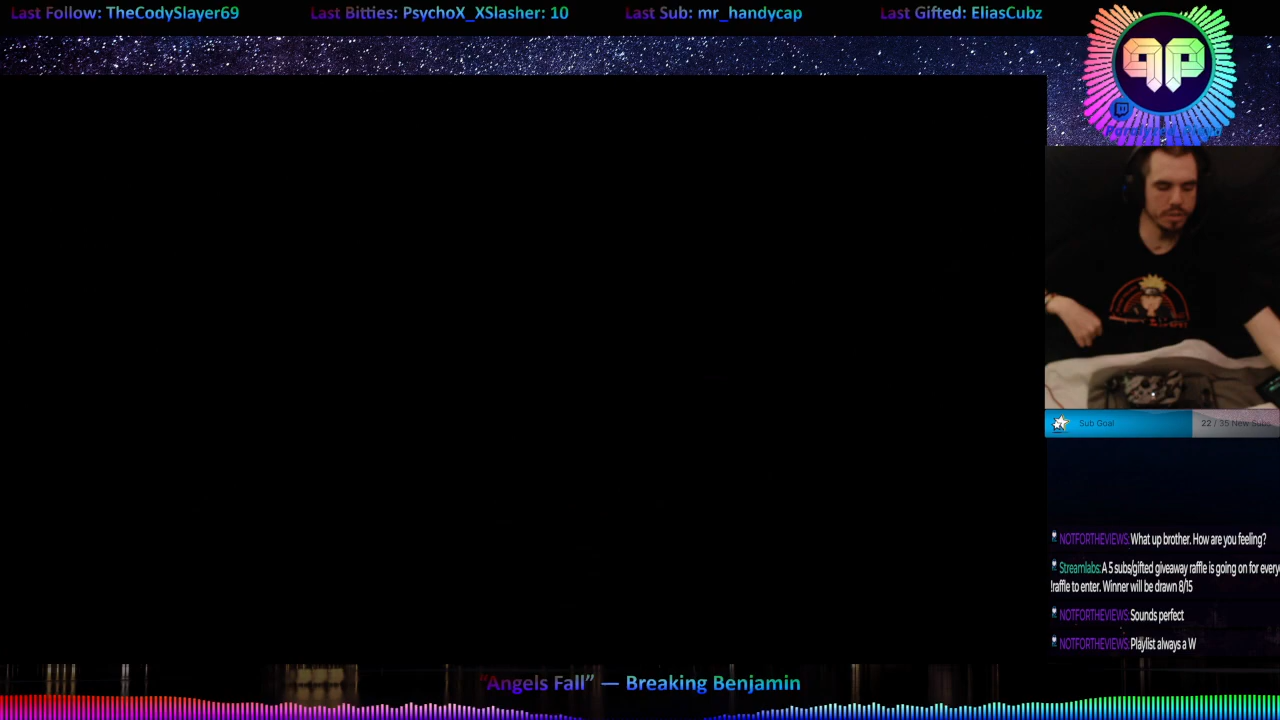 Last Follow: TheCodySlayer69
Last Bitties: PsychoX_XSlasher: 10
Last Sub: mr_handycap
Last Gifted: EliasCubz
Sub Goal
22 / 35 New Subs
NOTFORTHEVIEWS: What up brother. How are you feeling?
Streamlabs: A 5 subs/gifted giveaway raffle is going on for every
!raffle to enter. Winner will be drawn 8/15
NOTFORTHEVIEWS: Sounds perfect
NOTFORTHEVIEWS: Playlist always a W
“Angels Fall” — Breaking Benjamin